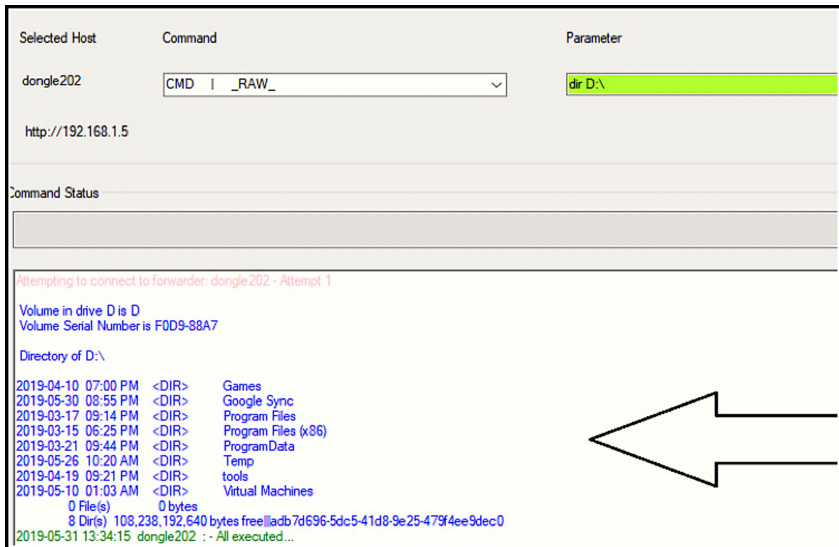 Selected Host Command Parameter
dongle202 CMD | _RAW_ dir D:\
http://192.168.1.5
Command Status
Attempting to connect to forwarder: dongle202 - Attempt 1
Volume in drive D is D
Volume Serial Number is F0D9-88A7
Directory of D:\
2019-04-10 07:00 PM <DIR> Games
2019-05-30 08:55 PM <DIR> Google Sync
2019-03-17 09:14 PM <DIR> Program Files
2019-03-15 06:25 PM <DIR> Program Files (x86)
2019-03-21 09:44 PM <DIR> ProgramData
2019-05-26 10:20 AM <DIR> Temp
2019-04-19 09:21 PM <DIR> tools
2019-05-10 01:03 AM <DIR> Virtual Machines
0 File(s) 0 bytes
8 Dir(s) 108,238,192,640 bytes free|||adb7d696-5dc5-41d8-9e25-479f4ee9dec0
2019-05-31 13:34:15 dongle202 : - All executed...